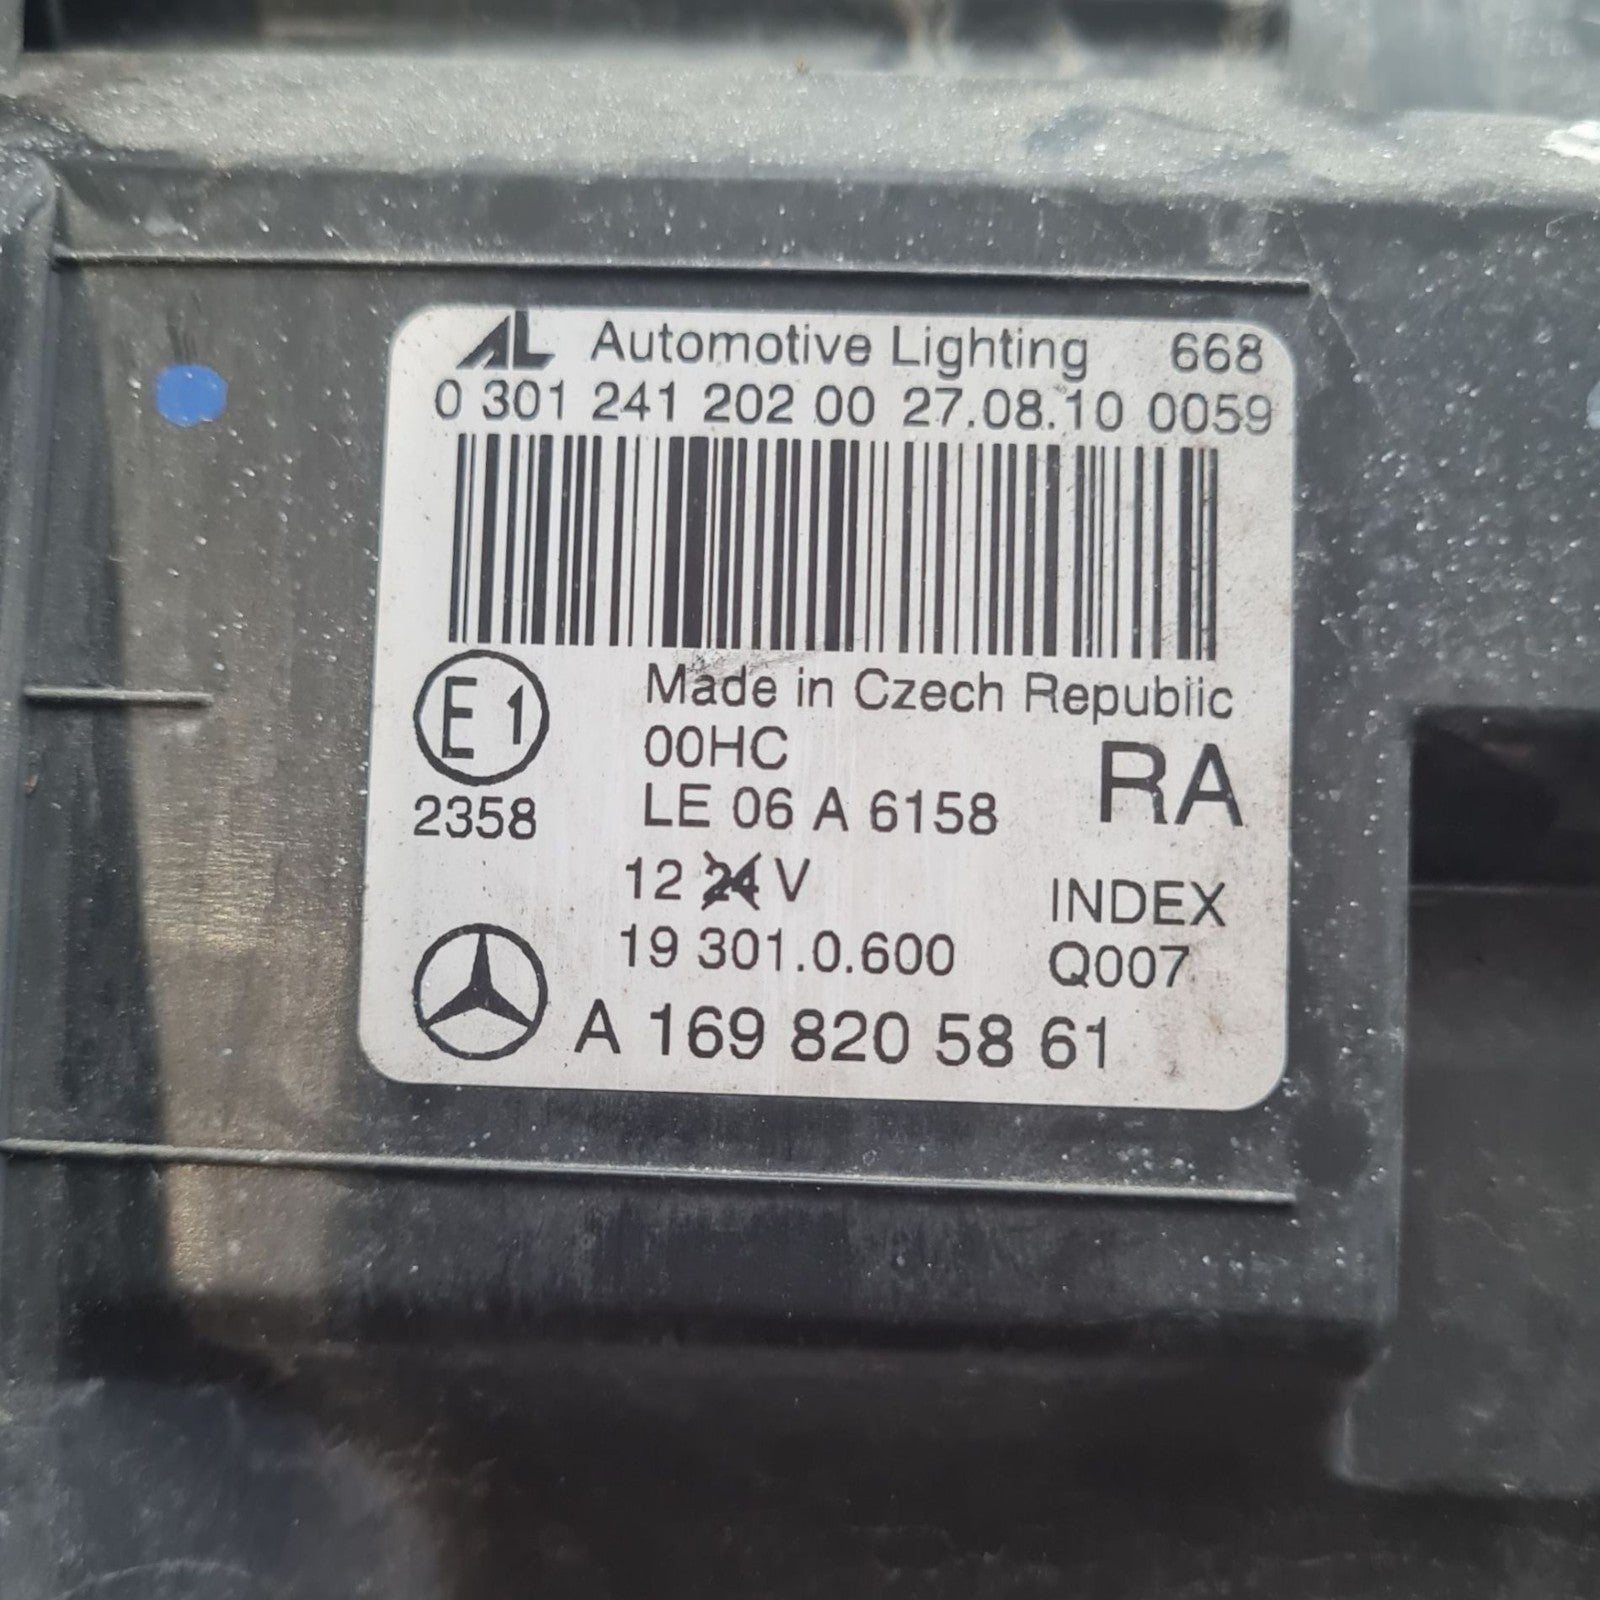 AL Automotive Lighting 668
0 301 241 202 00 27.08.10 0059
E1 Made in Czech Republic
00HC RA
2358 LE 06 A 6158
12 24 V INDEX
19 301.0.600 Q007
A 169 820 58 61